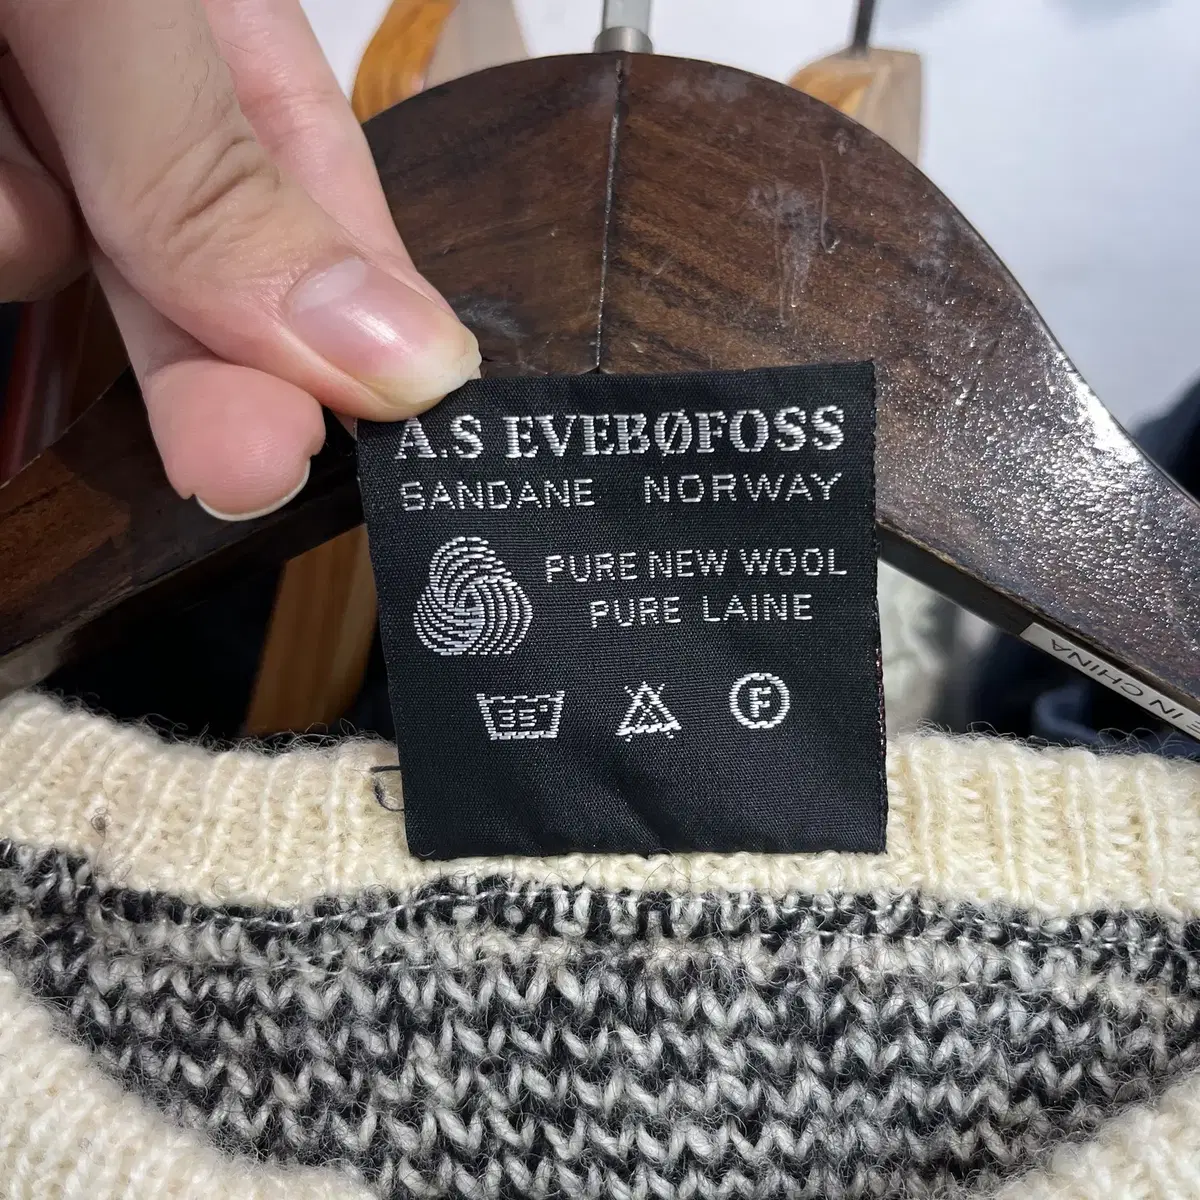 A.S EVEBØFOSS
SANDANE NORWAY
PURE NEW WOOL
PURE LAINE
35°
F
IN CHINA